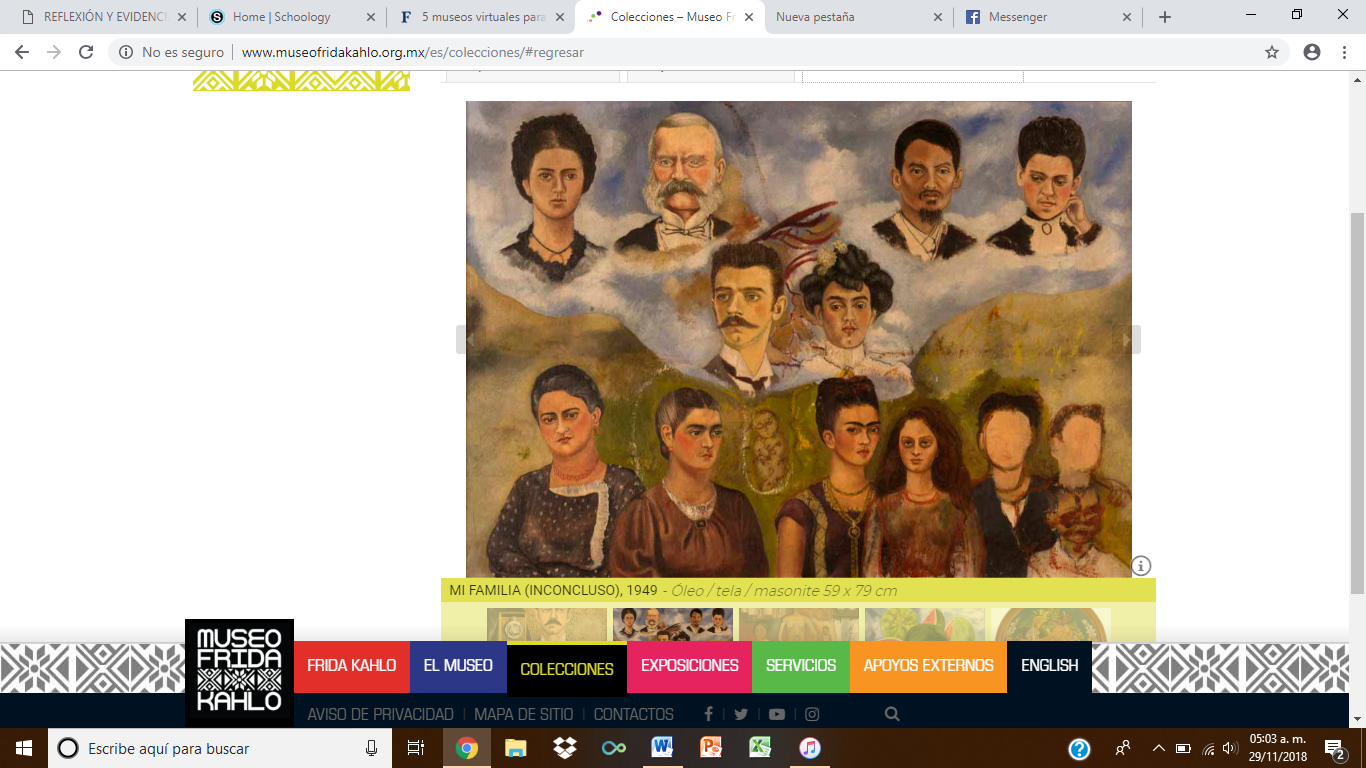 REFLEXIÓN Y EVIDENCI
Home | Schoology
5 museos virtuales para
Colecciones – Museo Fr
Nueva pestaña
Messenger
No es seguro
www.museofridakahlo.org.mx/es/colecciones/#regresar
MI FAMILIA (INCONCLUSO), 1949 - Óleo / tela / masonite 59 x 79 cm
MUSEO
FRIDA
KAHLO
FRIDA KAHLO
EL MUSEO
COLECCIONES
EXPOSICIONES
SERVICIOS
APOYOS EXTERNOS
ENGLISH
AVISO DE PRIVACIDAD | MAPA DE SITIO | CONTACTOS
Escribe aquí para buscar
05:03 a. m.
29/11/2018
2